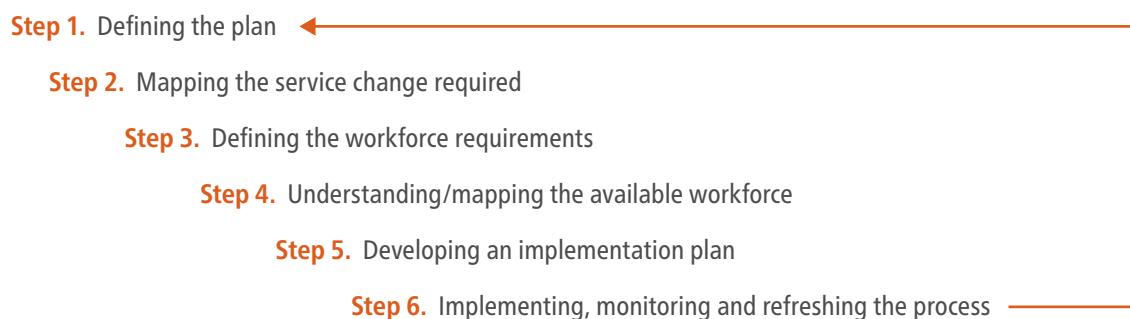 Step 1. Defining the plan
Step 2. Mapping the service change required
Step 3. Defining the workforce requirements
Step 4. Understanding/mapping the available workforce
Step 5. Developing an implementation plan
Step 6. Implementing, monitoring and refreshing the process